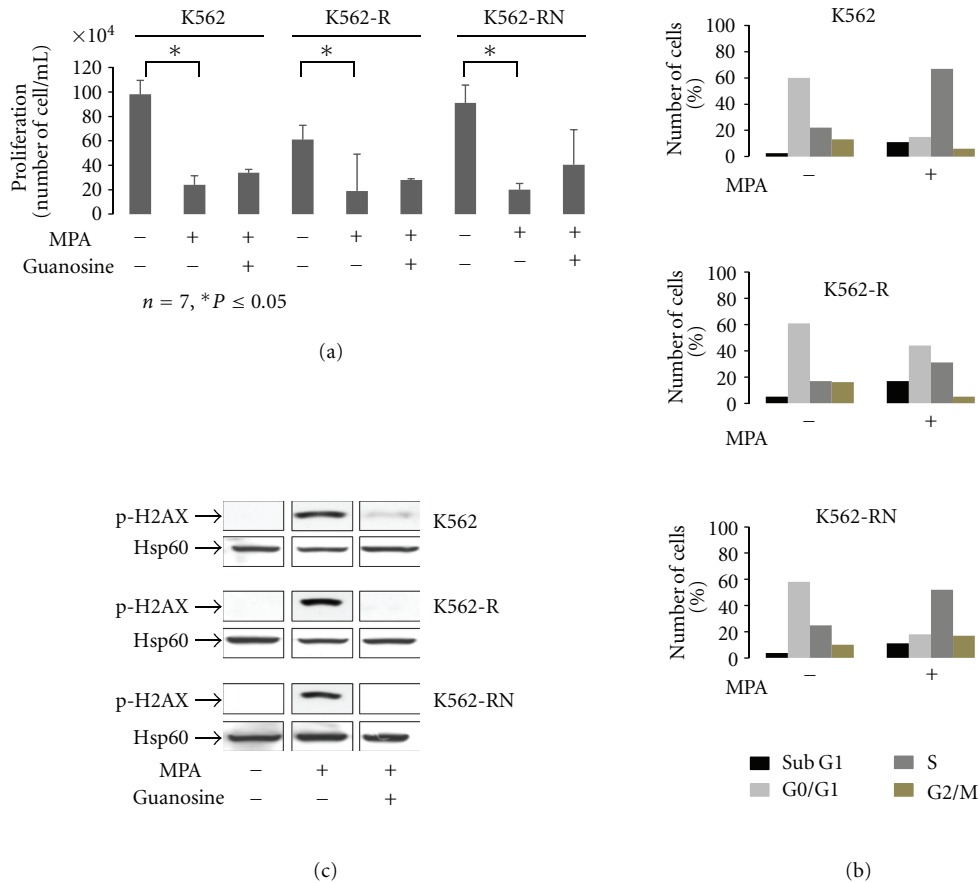 K562 K562-R K562-RN
×10⁴
* * *
Proliferation
(number of cell/mL)
120
100
80
60
40
20
0
MPA − + + − + + − + +
Guanosine − − + − − + − − +
n = 7, *P ≤ 0.05
(a)
K562
Number of cells
(%)
80
60
40
20
0
MPA − +
K562-R
Number of cells
(%)
100
80
60
40
20
0
MPA − +
K562-RN
Number of cells
(%)
100
80
60
40
20
0
MPA − +
Sub G1 S
G0/G1 G2/M
(b)
p-H2AX → K562
Hsp60 →
p-H2AX → K562-R
Hsp60 →
p-H2AX → K562-RN
Hsp60 →
MPA − + +
Guanosine − − +
(c)